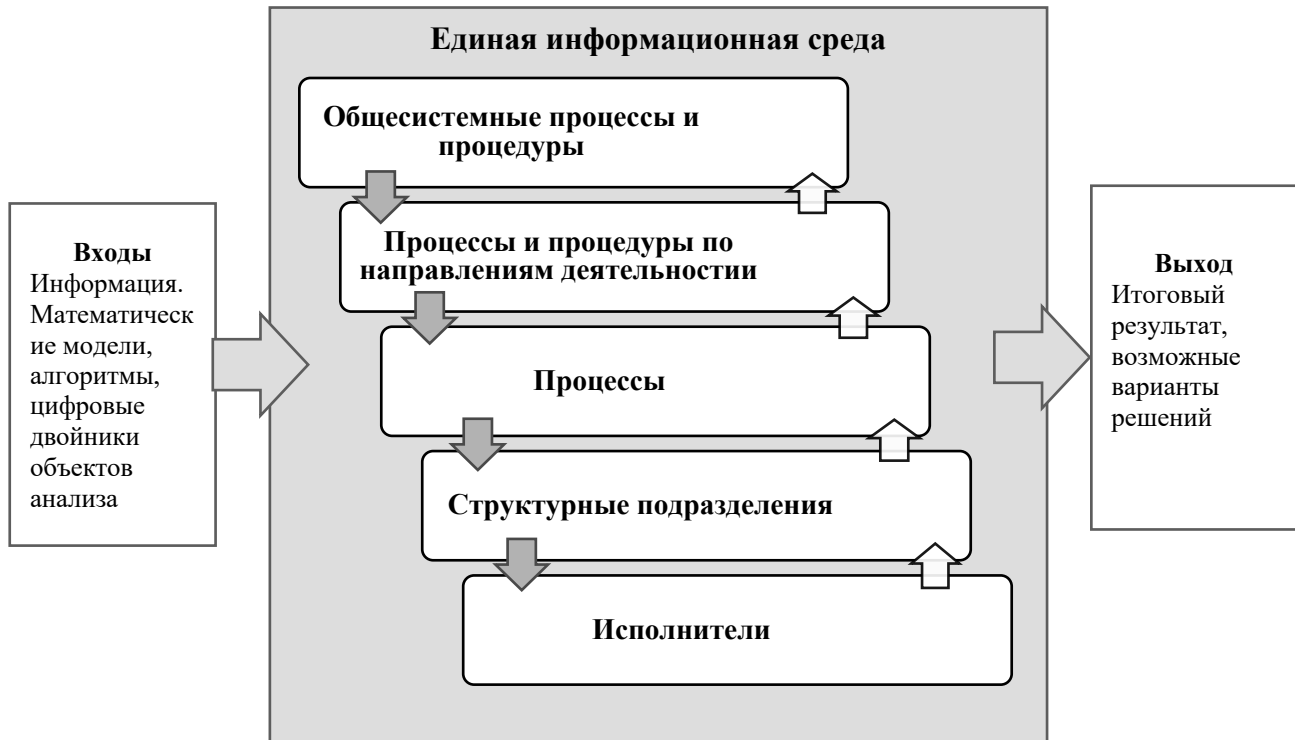 Единая информационная среда
Общесистемные процессы и
процедуры
Процессы и процедуры по
направлениям деятельностии
Процессы
Структурные подразделения
Исполнители
Входы
Информация.
Математическ
ие модели,
алгоритмы,
цифровые
двойники
объектов
анализа
Выход
Итоговый
результат,
возможные
варианты
решений